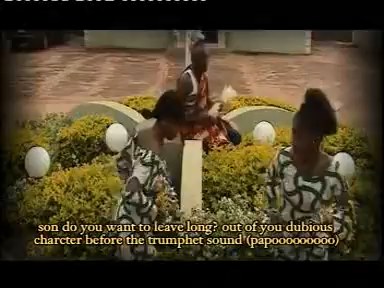 son do you want to leave long? out of you dubious
charcter before the trumphet sound (papooooooooo)